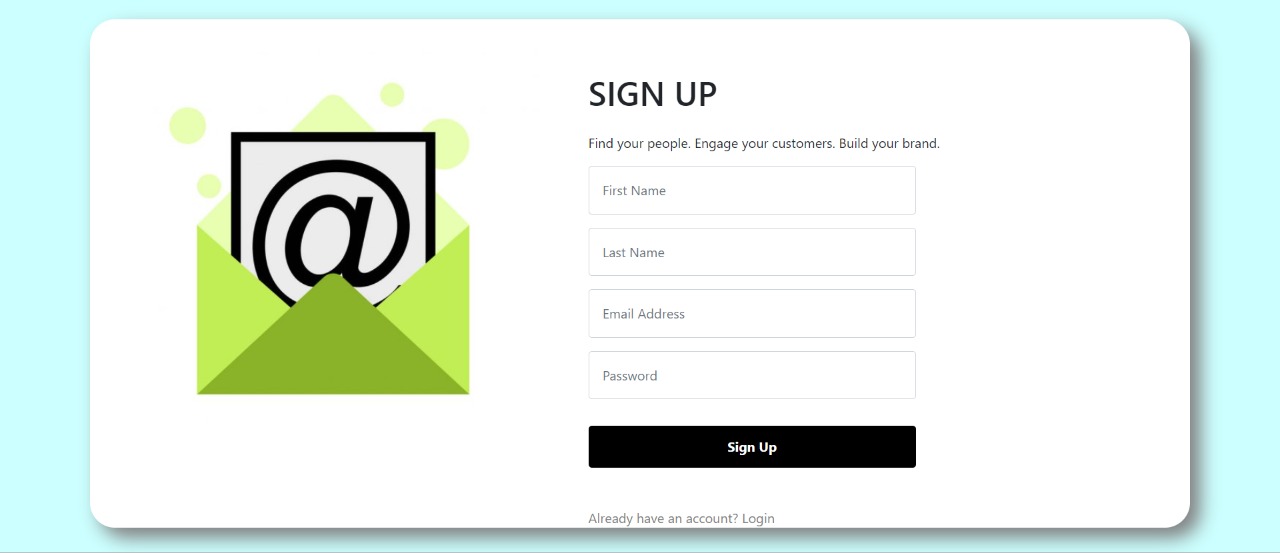 @
SIGN UP
Find your people. Engage your customers. Build your brand.
First Name
Last Name
Email Address
Password
Sign Up
Already have an account? Login